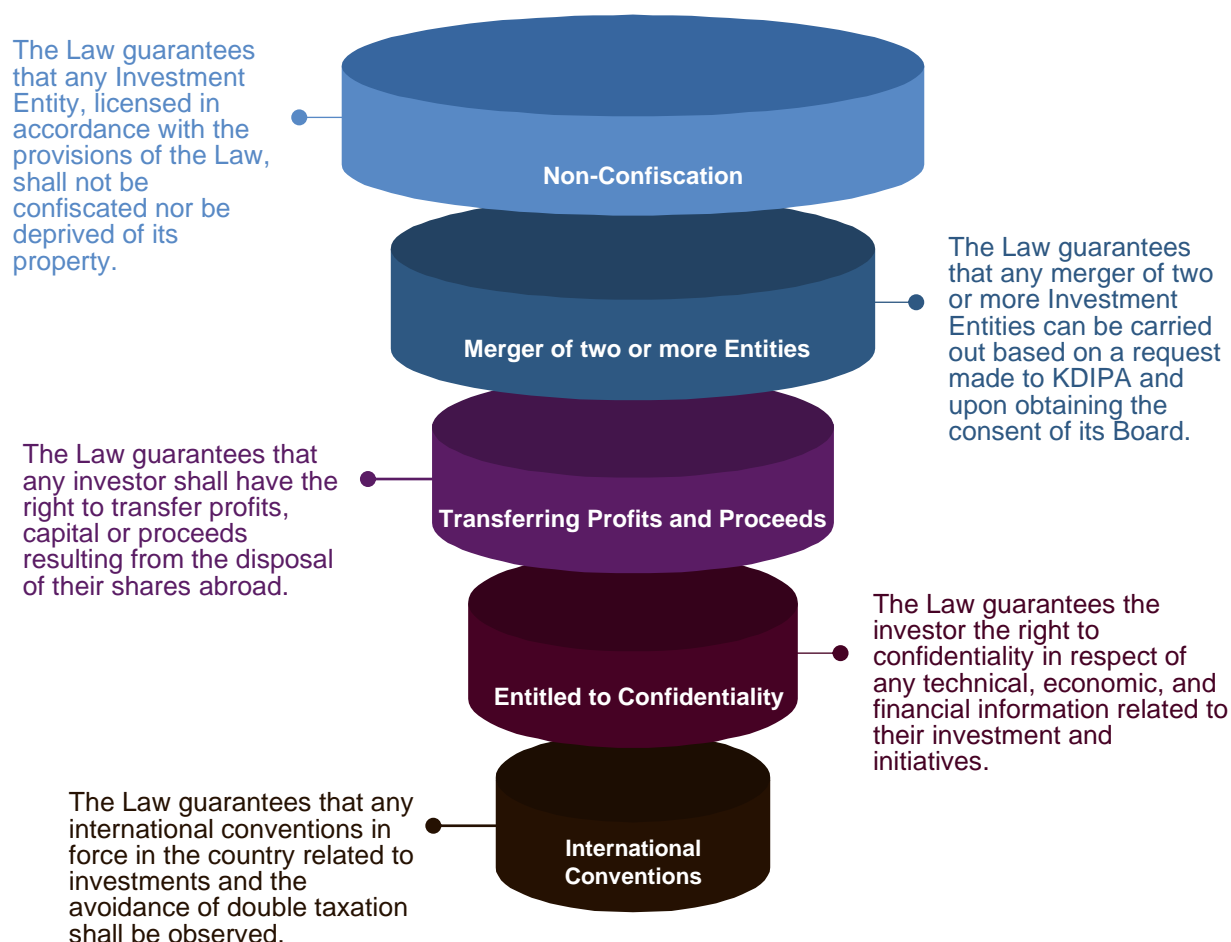 The Law guarantees
that any Investment
Entity, licensed in
accordance with the
provisions of the Law,
shall not be
confiscated nor be
deprived of its
property.
Non-Confiscation
The Law guarantees
that any merger of two
or more Investment
Entities can be carried
out based on a request
made to KDIPA and
upon obtaining the
consent of its Board.
Merger of two or more Entities
The Law guarantees that
any investor shall have the
right to transfer profits,
capital or proceeds
resulting from the disposal
of their shares abroad.
Transferring Profits and Proceeds
The Law guarantees the
investor the right to
confidentiality in respect of
any technical, economic, and
financial information related to
their investment and
initiatives.
Entitled to Confidentiality
The Law guarantees that any
international conventions in
force in the country related to
investments and the
avoidance of double taxation
shall be observed.
International
Conventions